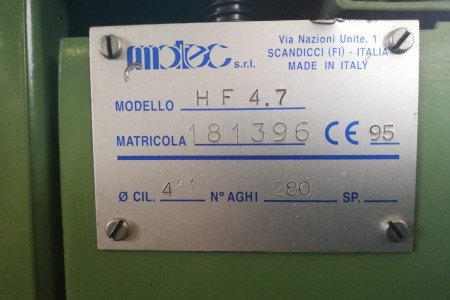 matec s.r.l.
Via Nazioni Unite, 1
SCANDICCI (FI) - ITALIA
MADE IN ITALY
MODELLO HF 4.7
MATRICOLA 181396 CE 95
Ø CIL. 4'' N° AGHI 280 SP.